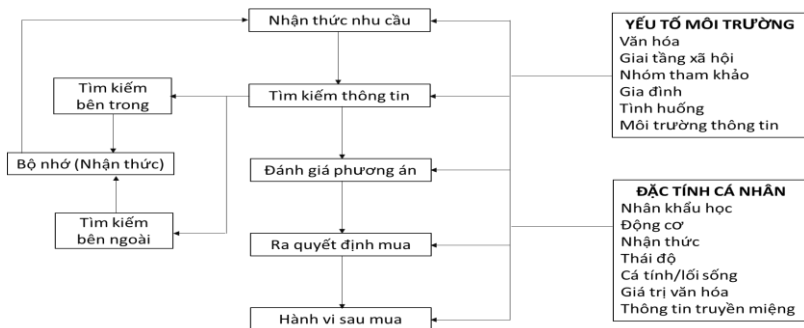 Nhận thức nhu cầu
Tìm kiếm
bên trong
Tìm kiếm thông tin
Bộ nhớ (Nhận thức)
Đánh giá phương án
Tìm kiếm
bên ngoài
Ra quyết định mua
Hành vi sau mua
YẾU TỐ MÔI TRƯỜNG
Văn hóa
Giai tầng xã hội
Nhóm tham khảo
Gia đình
Tình huống
Môi trường thông tin
ĐẶC TÍNH CÁ NHÂN
Nhân khẩu học
Động cơ
Nhận thức
Thái độ
Cá tính/lối sống
Giá trị văn hóa
Thông tin truyền miệng